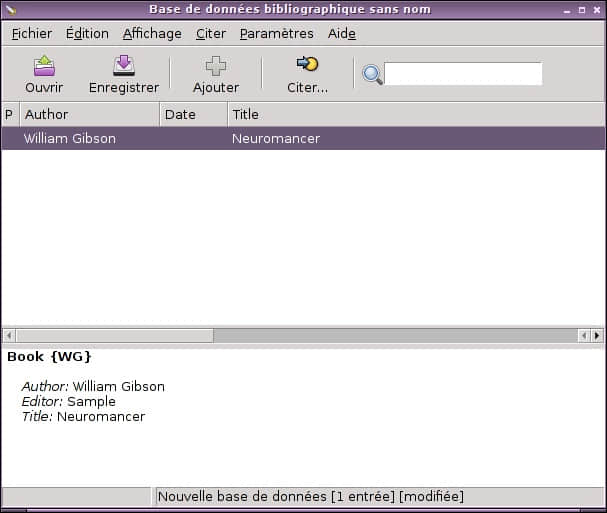 Base de données bibliographique sans nom
Fichier Édition Affichage Citer Paramètres Aide
Ouvrir Enregistrer Ajouter Citer...
P Author Date Title
William Gibson Neuromancer
Book {WG}
Author: William Gibson
Editor: Sample
Title: Neuromancer
Nouvelle base de données [1 entrée] [modifiée]